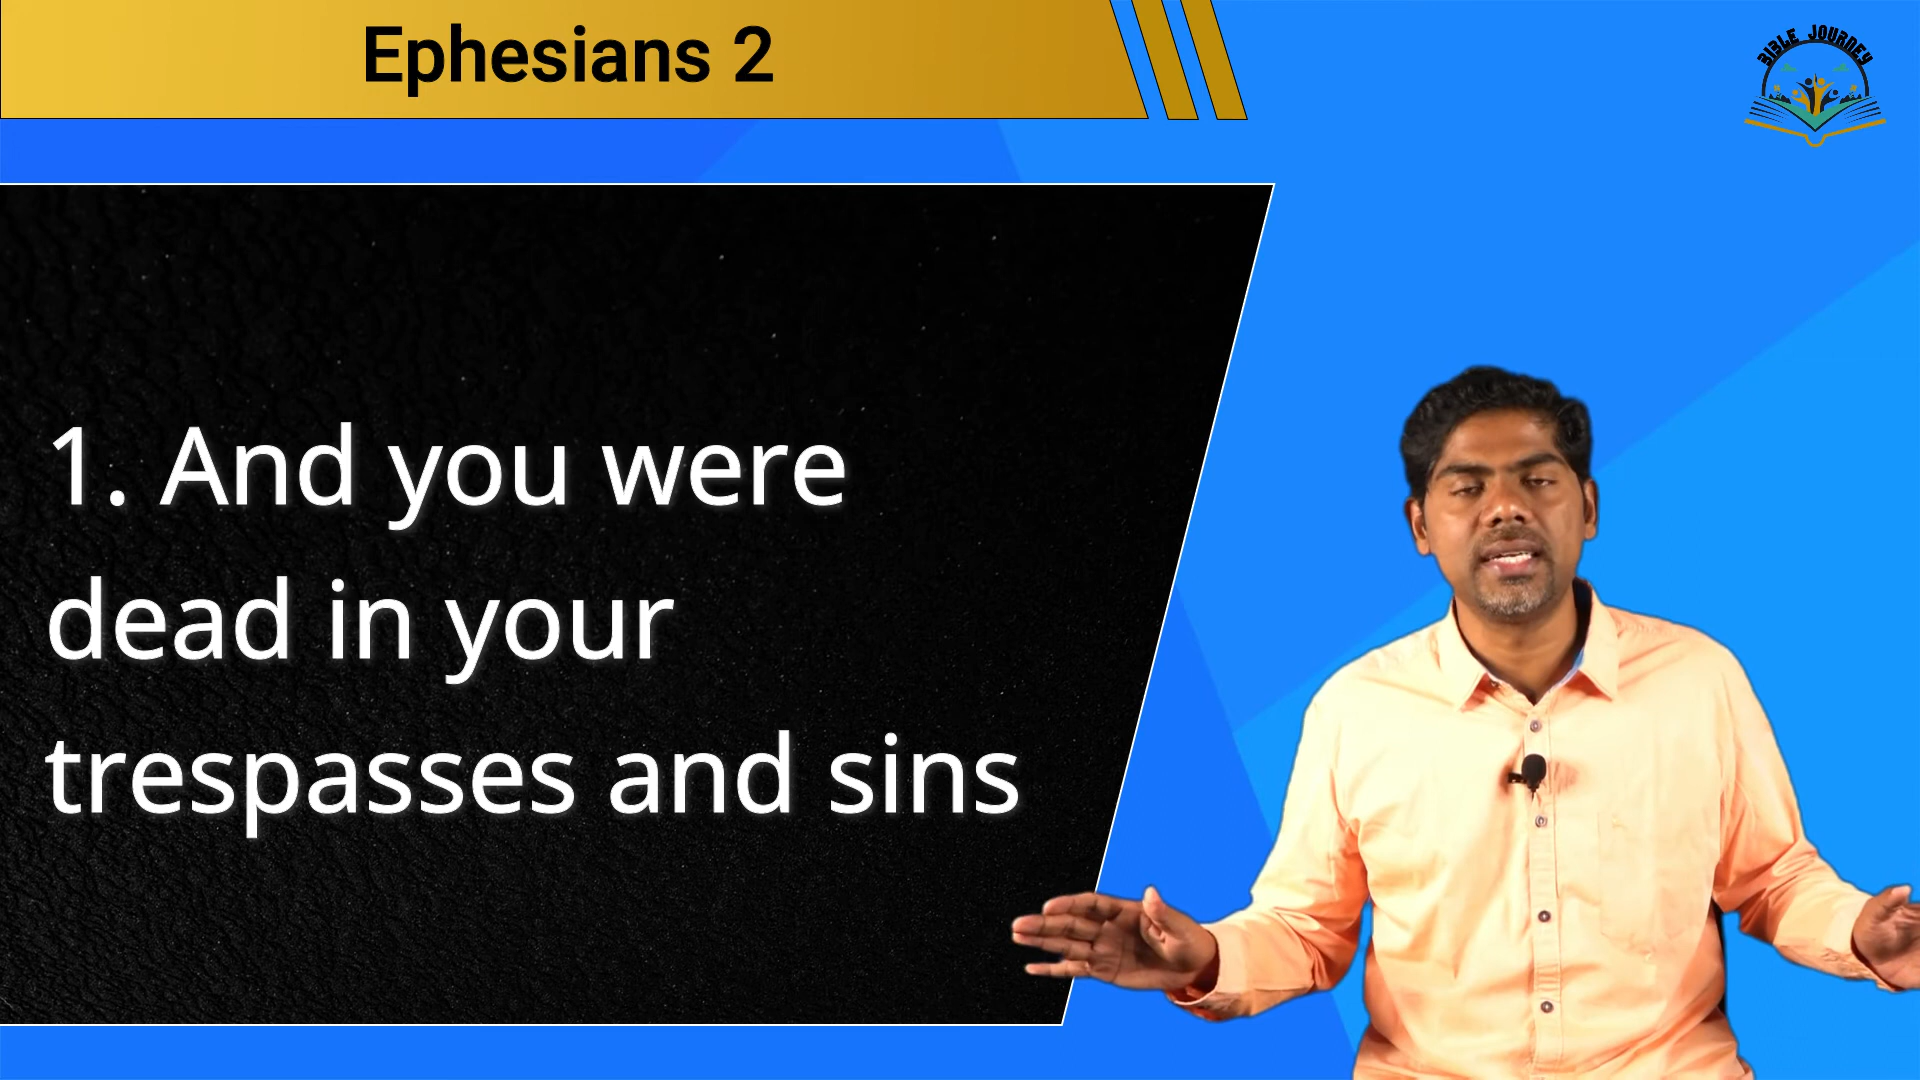 Ephesians 2
BIBLE JOURNEY
1. And you were
dead in your
trespasses and sins